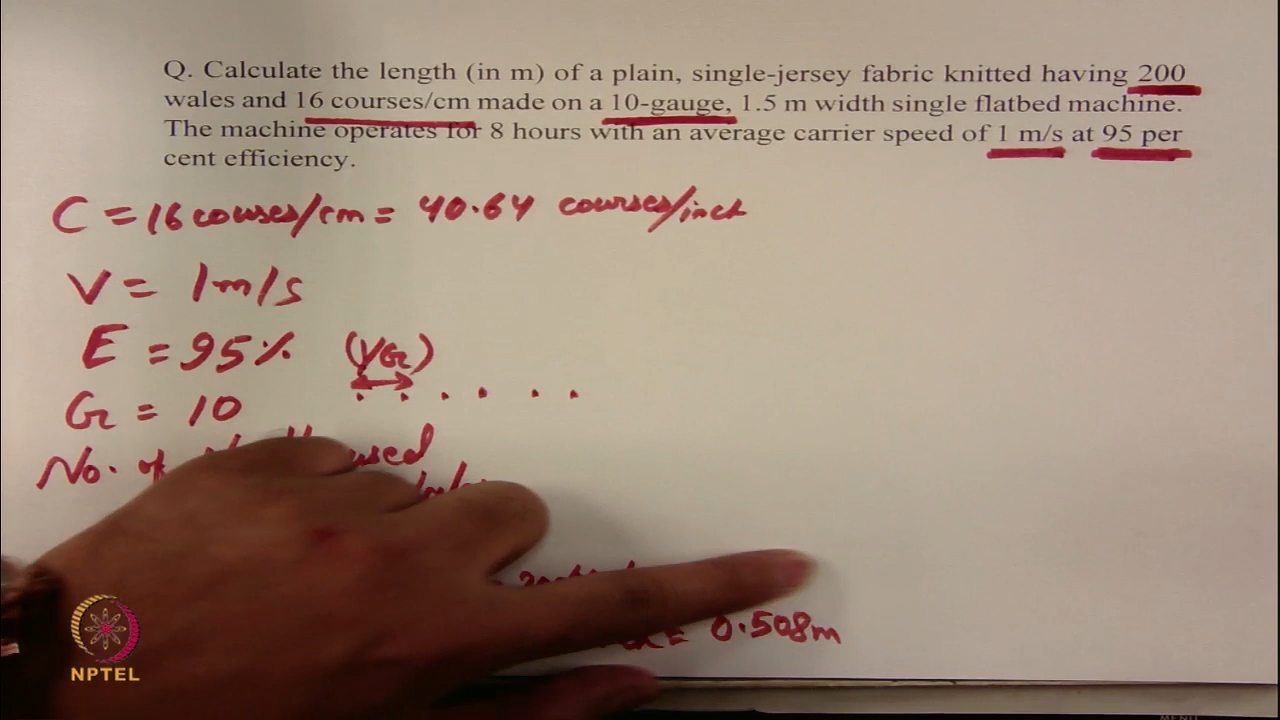 Q. Calculate the length (in m) of a plain, single-jersey fabric knitted having 200
wales and 16 courses/cm made on a 10-gauge, 1.5 m width single flatbed machine.
The machine operates for 8 hours with an average carrier speed of 1 m/s at 95 per
cent efficiency.
C = 16 couses/cm = 40.64 courses/inch
V = 1m/s
E = 95% (1/G)
G = 10
No. of used
= 0.508m
NPTEL